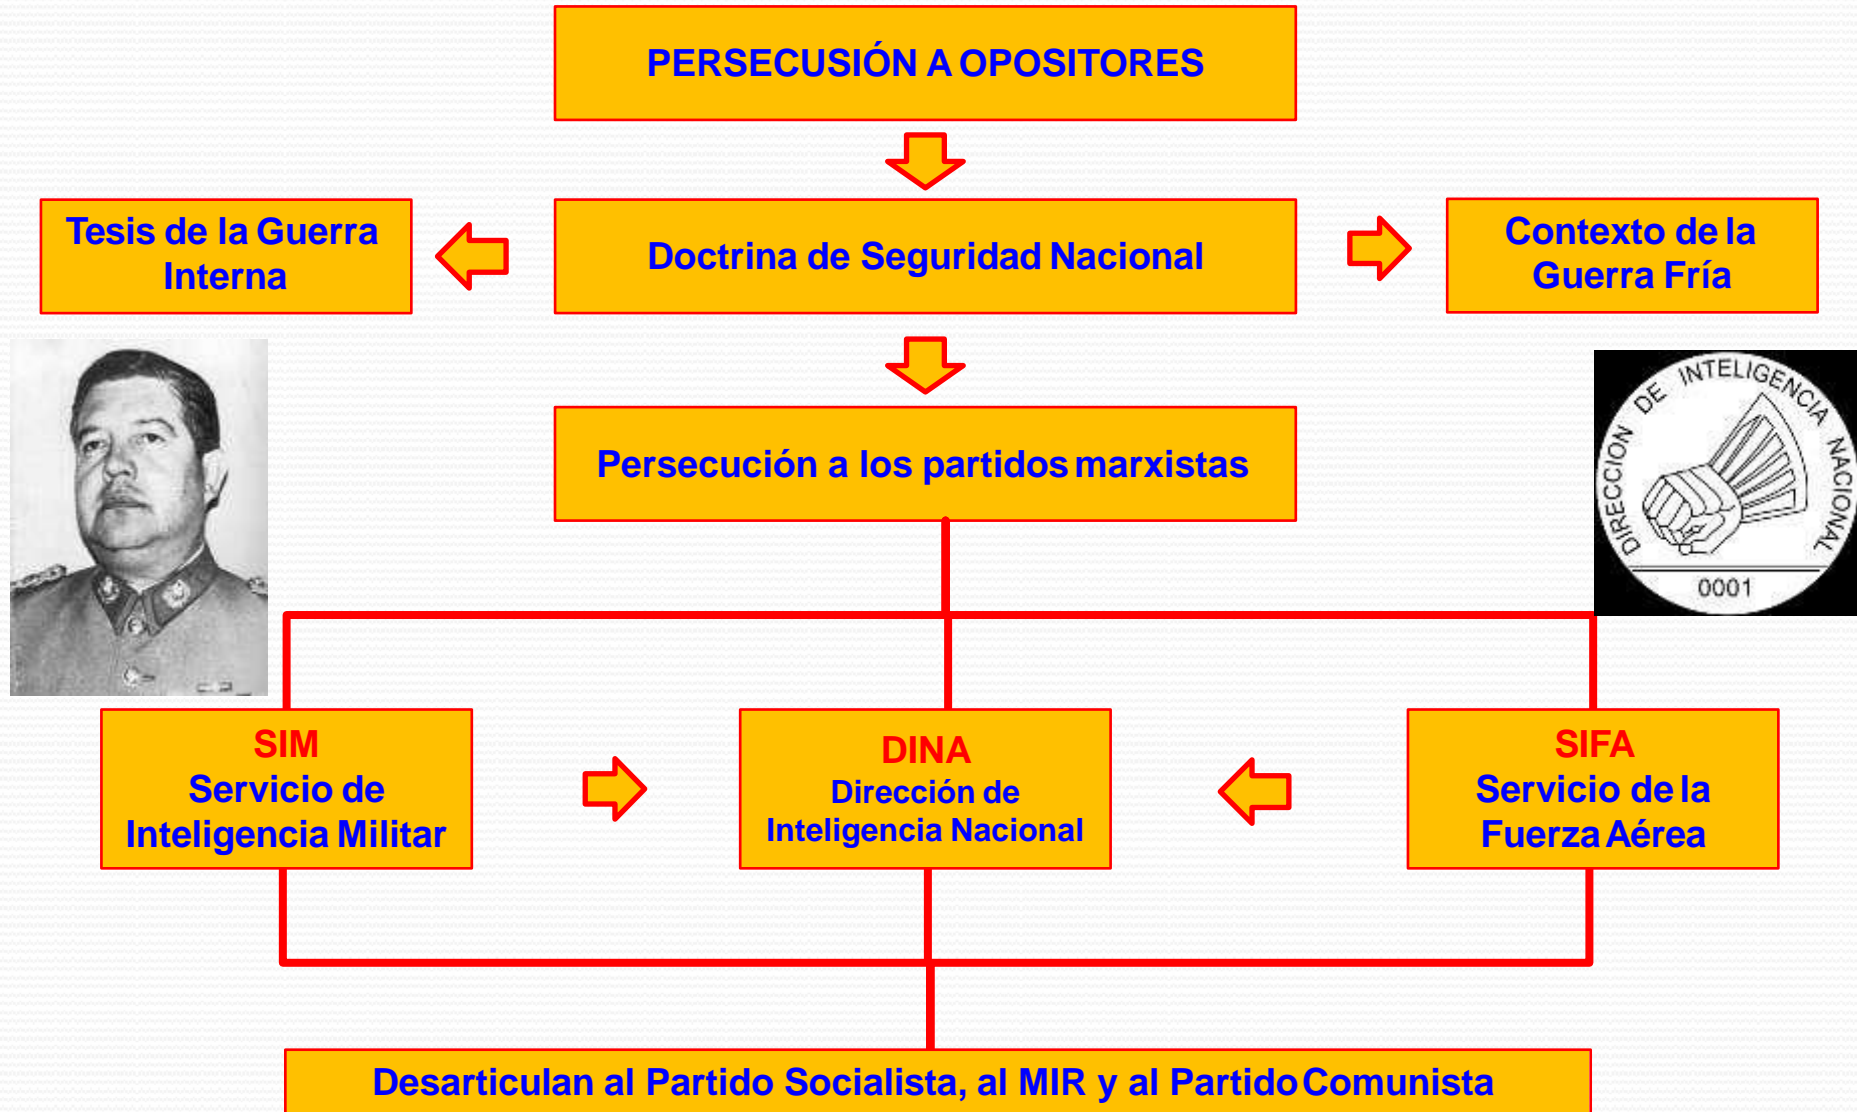 PERSECUSIÓN A OPOSITORES
Tesis de la Guerra
Interna
Doctrina de Seguridad Nacional
Contexto de la
Guerra Fría
Persecución a los partidos marxistas
DIRECCION DE INTELIGENCIA NACIONAL
0001
SIM
Servicio de
Inteligencia Militar
DINA
Dirección de
Inteligencia Nacional
SIFA
Servicio de la
Fuerza Aérea
Desarticulan al Partido Socialista, al MIR y al Partido Comunista